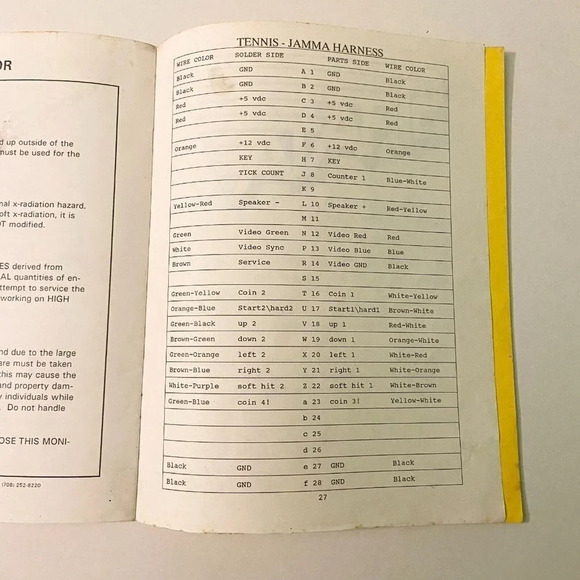 OR
d up outside of the
must be used for the
nal x-radiation hazard,
oft x-radiation, it is
OT modified.
ES derived from
AL quantities of en-
ttempt to service the
working on HIGH
nd due to the large
are must be taken
this may cause the
and property dam-
y individuals while
. Do not handle
OSE THIS MONI-
(708) 252-8220
TENNIS - JAMMA HARNESS
WIRE COLOR SOLDER SIDE PARTS SIDE WIRE COLOR
Black GND A 1 GND Black
Black GND B 2 GND Black
Red +5 vdc C 3 +5 vdc Red
Red +5 vdc D 4 +5 vdc Red
E 5
Orange +12 vdc F 6 +12 vdc Orange
KEY H 7 KEY
TICK COUNT J 8 Counter 1 Blue-White
K 9
Yellow-Red Speaker - L 10 Speaker + Red-Yellow
M 11
Green Video Green N 12 Video Red Red
White Video Sync P 13 Video Blue Blue
Brown Service R 14 Video GND Black
S 15
Green-Yellow Coin 2 T 16 Coin 1 White-Yellow
Orange-Blue Start2\hard2 U 17 Start1\hard1 Brown-White
Green-Black up 2 V 18 up 1 Red-White
Brown-Green down 2 W 19 down 1 Orange-White
Green-Orange left 2 X 20 left 1 White-Red
Brown-Blue right 2 Y 21 right 1 White-Orange
White-Purple soft hit 2 Z 22 soft hit 1 White-Brown
Green-Blue coin 4! a 23 coin 3! Yellow-White
b 24
c 25
d 26
Black GND e 27 GND Black
Black GND f 28 GND Black
27